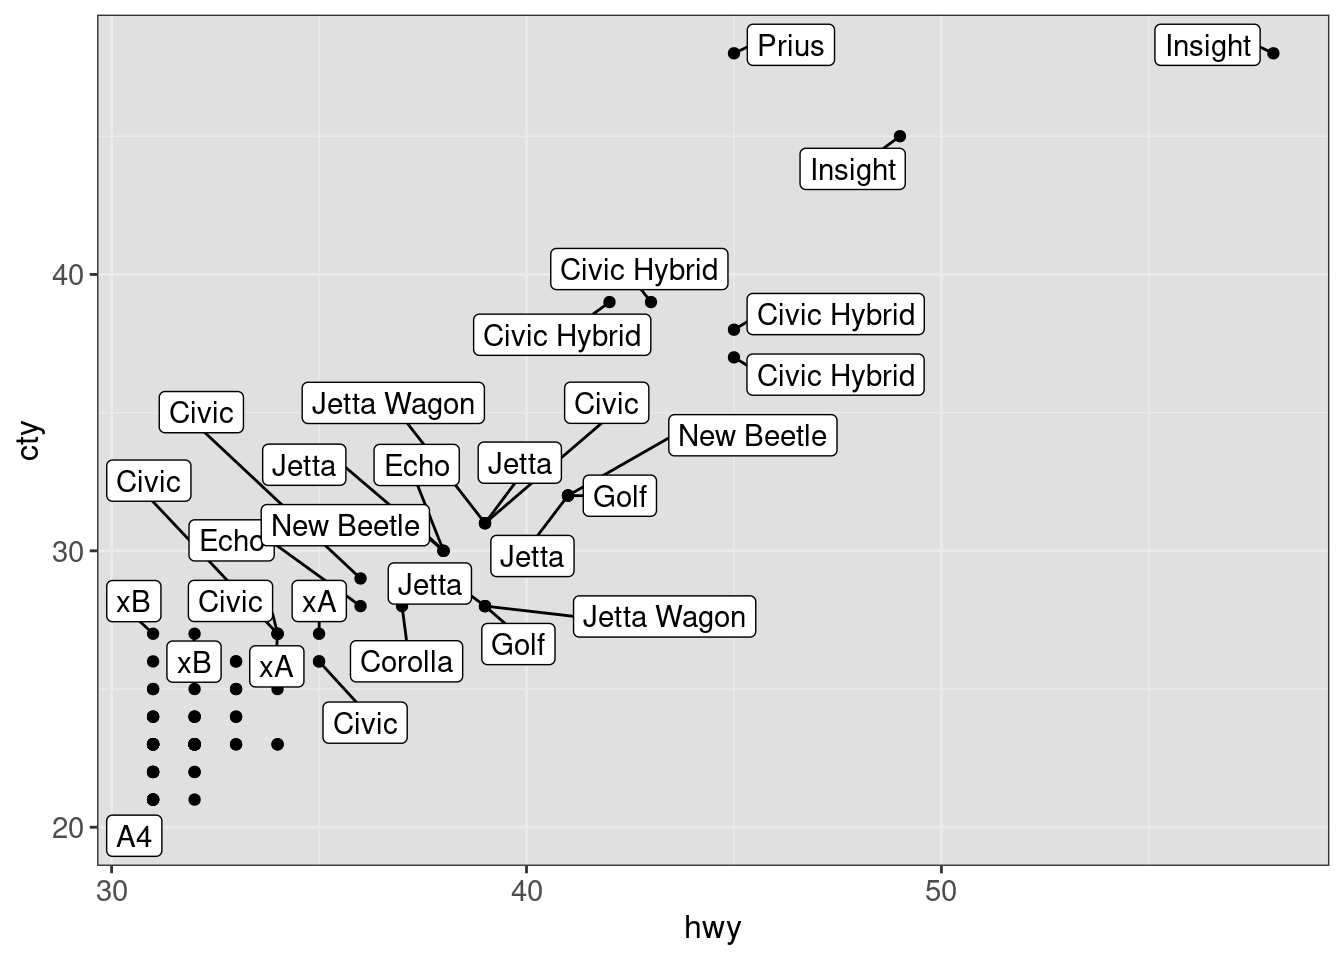 Prius
Insight
Insight
Civic Hybrid
Civic Hybrid
Civic Hybrid
Civic Hybrid
Jetta Wagon
Civic
Civic
New Beetle
Jetta
Echo
Jetta
Civic
Golf
New Beetle
Echo
Jetta
Jetta
xB
Civic
xA
Jetta Wagon
Golf
xB
xA
Corolla
Civic
A4
40
30
20
cty
30
40
50
hwy